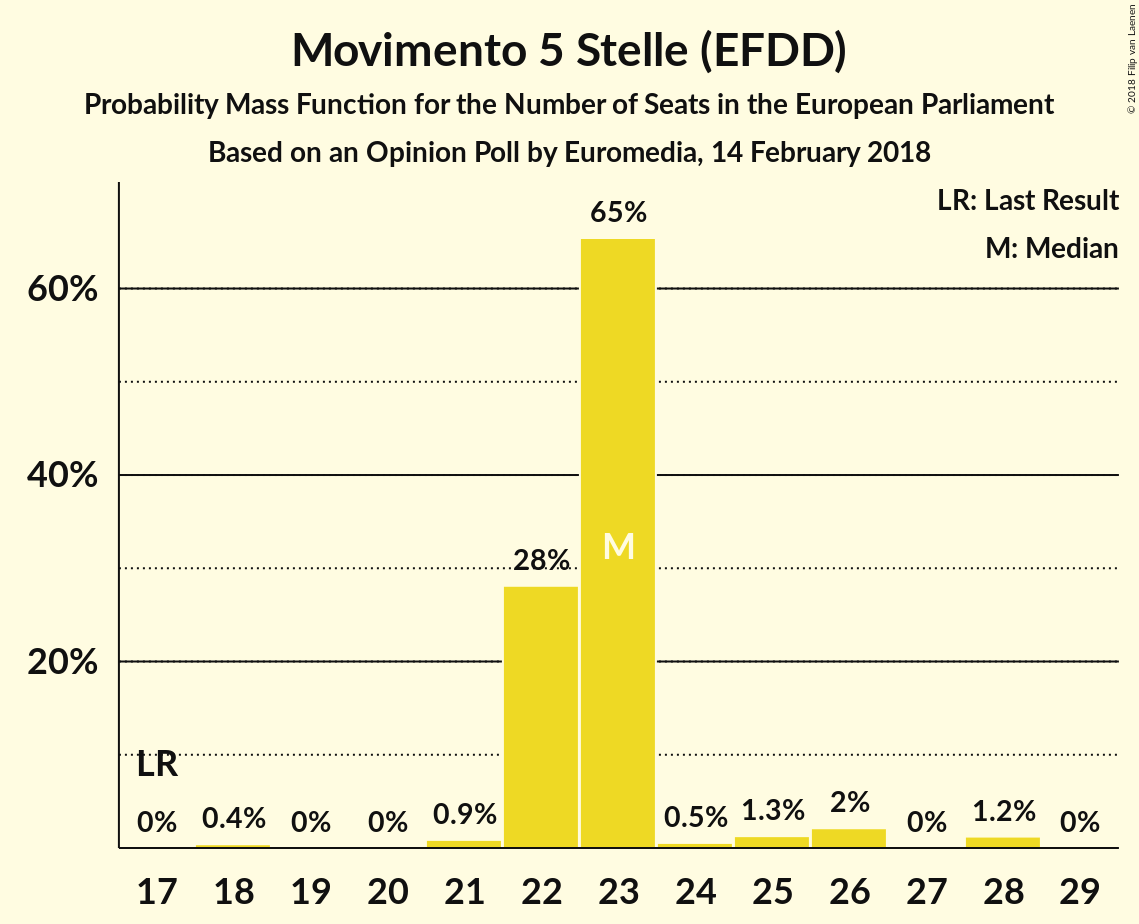 Movimento 5 Stelle (EFDD)
Probability Mass Function for the Number of Seats in the European Parliament
Based on an Opinion Poll by Euromedia, 14 February 2018
© 2018 Filip van Laenen
LR: Last Result
M: Median
60%
40%
20%
65%
28%
M
LR
0%
0.4%
0%
0%
0.9%
0.5%
1.3%
2%
0%
1.2%
0%
17 18 19 20 21 22 23 24 25 26 27 28 29